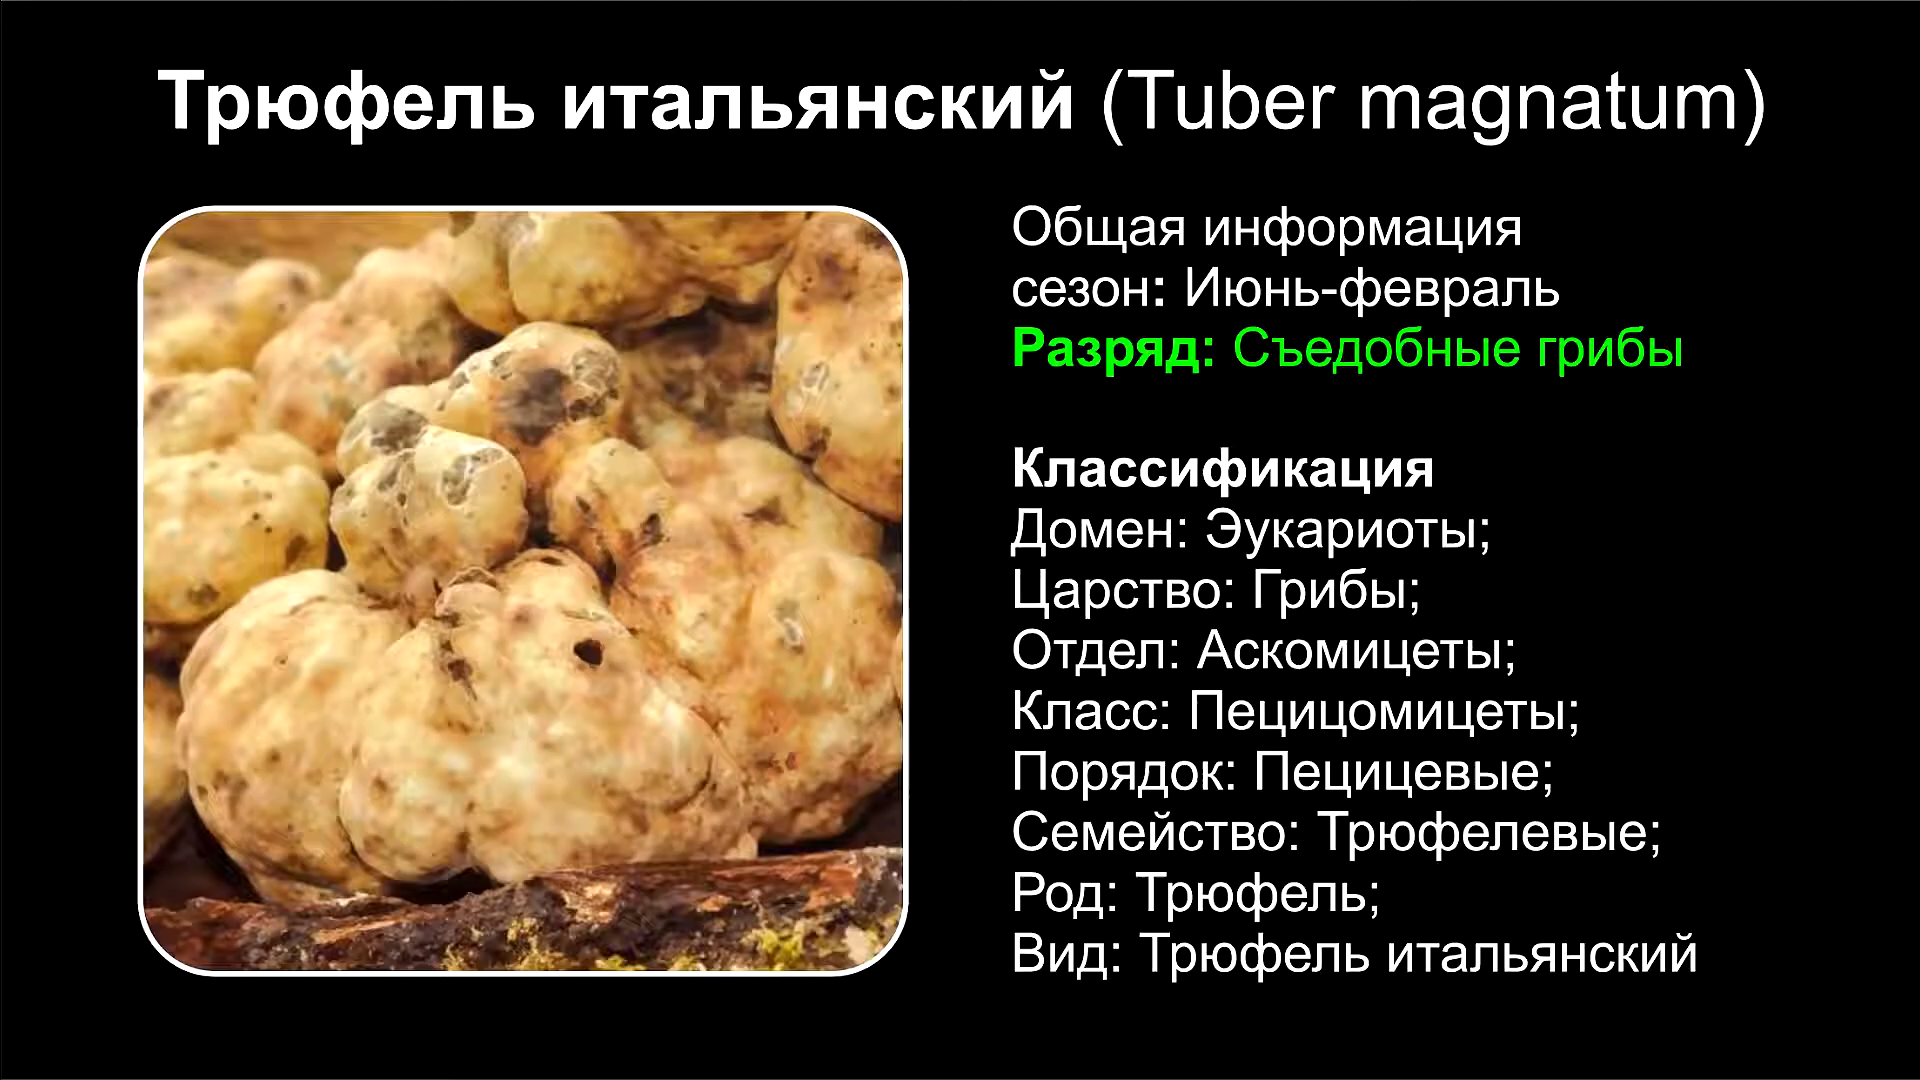 Трюфель итальянский (Tuber magnatum)
Общая информация
сезон: Июнь-февраль
Разряд: Съедобные грибы
Классификация
Домен: Эукариоты;
Царство: Грибы;
Отдел: Аскомицеты;
Класс: Пецицомицеты;
Порядок: Пецицевые;
Семейство: Трюфелевые;
Род: Трюфель;
Вид: Трюфель итальянский